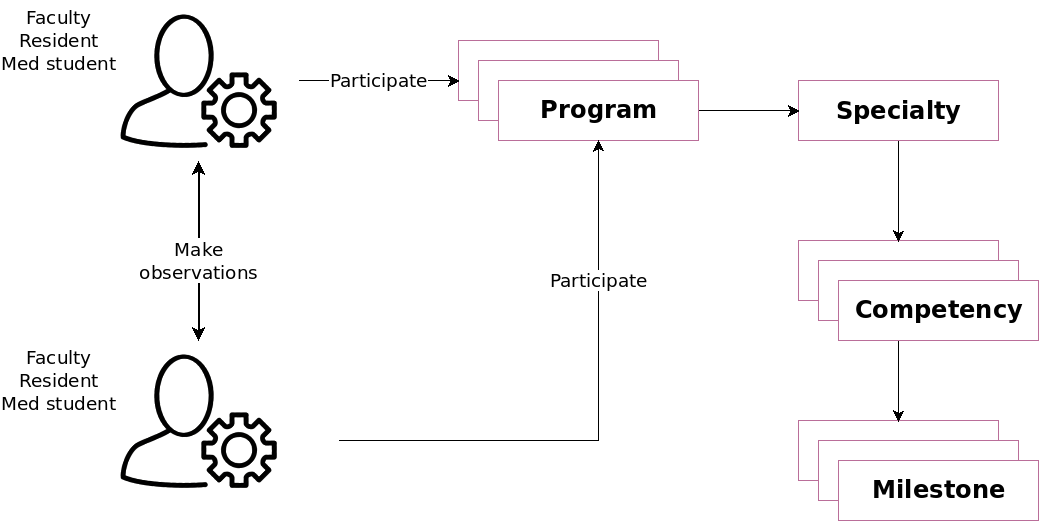 Faculty
Resident
Med student
Participate
Program
Specialty
Make
observations
Participate
Competency
Faculty
Resident
Med student
Milestone